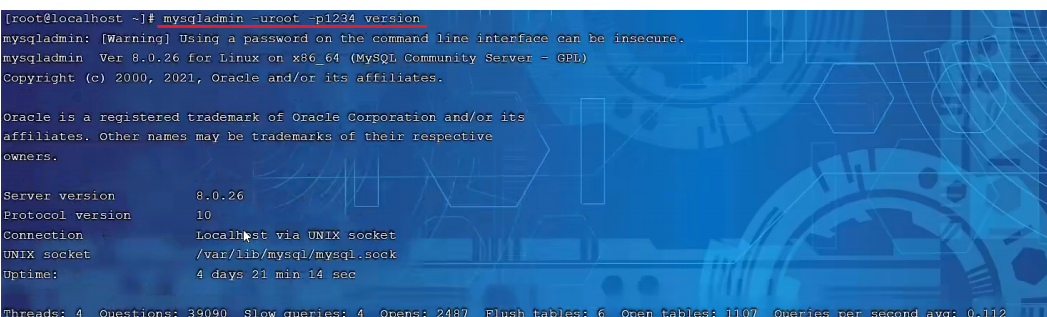 [root@localhost ~]# mysqladmin -uroot -p1234 version
mysqladmin: [Warning] Using a password on the command line interface can be insecure.
mysqladmin  Ver 8.0.26 for Linux on x86_64 (MySQL Community Server - GPL)
Copyright (c) 2000, 2021, Oracle and/or its affiliates.
Oracle is a registered trademark of Oracle Corporation and/or its
affiliates. Other names may be trademarks of their respective
owners.
Server version 8.0.26
Protocol version 10
Connection Localhost via UNIX socket
UNIX socket /var/lib/mysql/mysql.sock
Uptime: 4 days 21 min 14 sec
Threads: 4  Questions: 39090  Slow queries: 4  Opens: 2487  Flush tables: 6  Open tables: 1107  Queries per second avg: 0.112